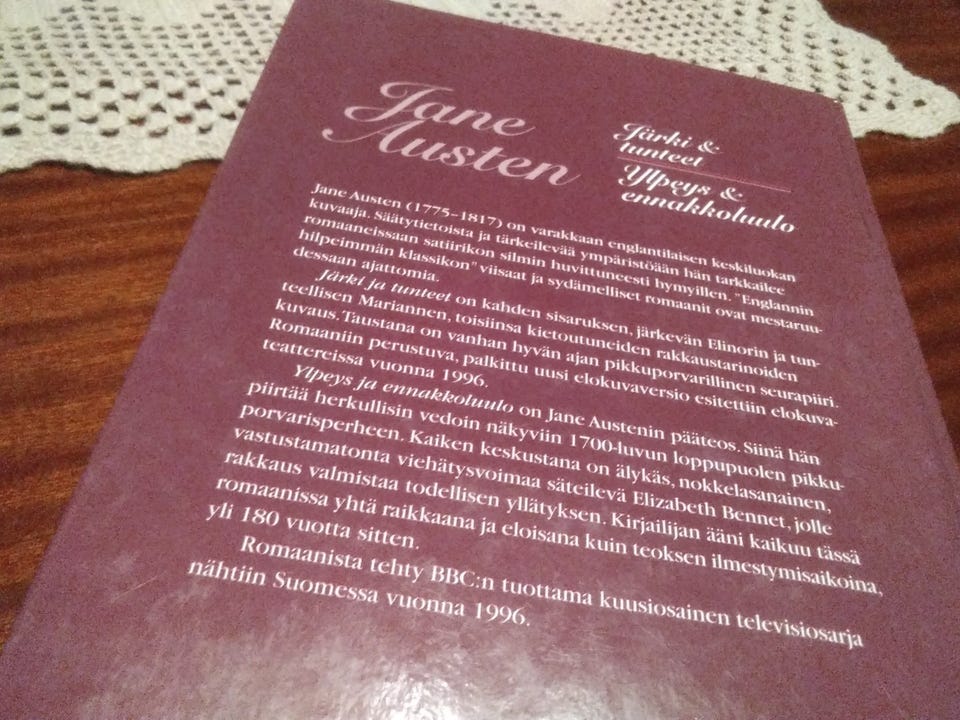 Jane
Austen
Järki &
tunteet
Ylpeys &
ennakkoluulo
Jane Austen (1775–1817) on varakkaan englantilaisen keskiluokan
kuvaaja. Säätytietoista ja tärkeilevää ympäristöään hän tarkkailee
romaaneissaan satiirikon silmin huvittuneesti hymyillen. "Englannin
hilpeimmän klassikon" viisaat ja sydämelliset romaanit ovat mestaruu-
dessaan ajattomia.
Järki ja tunteet on kahden sisaruksen, järkevän Elinorin ja tun-
teellisen Mariannen, toisiinsa kietoutuneiden rakkaustarinoiden
kuvaus. Taustana on vanhan hyvän ajan pikkuporvarillinen seurapiiri.
Romaaniin perustuva, palkittu uusi elokuvaversio esitettiin elokuva-
teattereissa vuonna 1996.
Ylpeys ja ennakkoluulo on Jane Austenin pääteos. Siinä hän
piirtää herkullisin vedoin näkyviin 1700-luvun loppupuolen pikku-
porvarisperheen. Kaiken keskustana on älykäs, nokkelasanainen,
vastustamatonta viehätysvoimaa säteilevä Elizabeth Bennet, jolle
rakkaus valmistaa todellisen yllätyksen. Kirjailijan ääni kaikuu tässä
romaanissa yhtä raikkaana ja eloisana kuin teoksen ilmestymisaikoina,
yli 180 vuotta sitten.
Romaanista tehty BBC:n tuottama kuusiosainen televisiosarja
nähtiin Suomessa vuonna 1996.